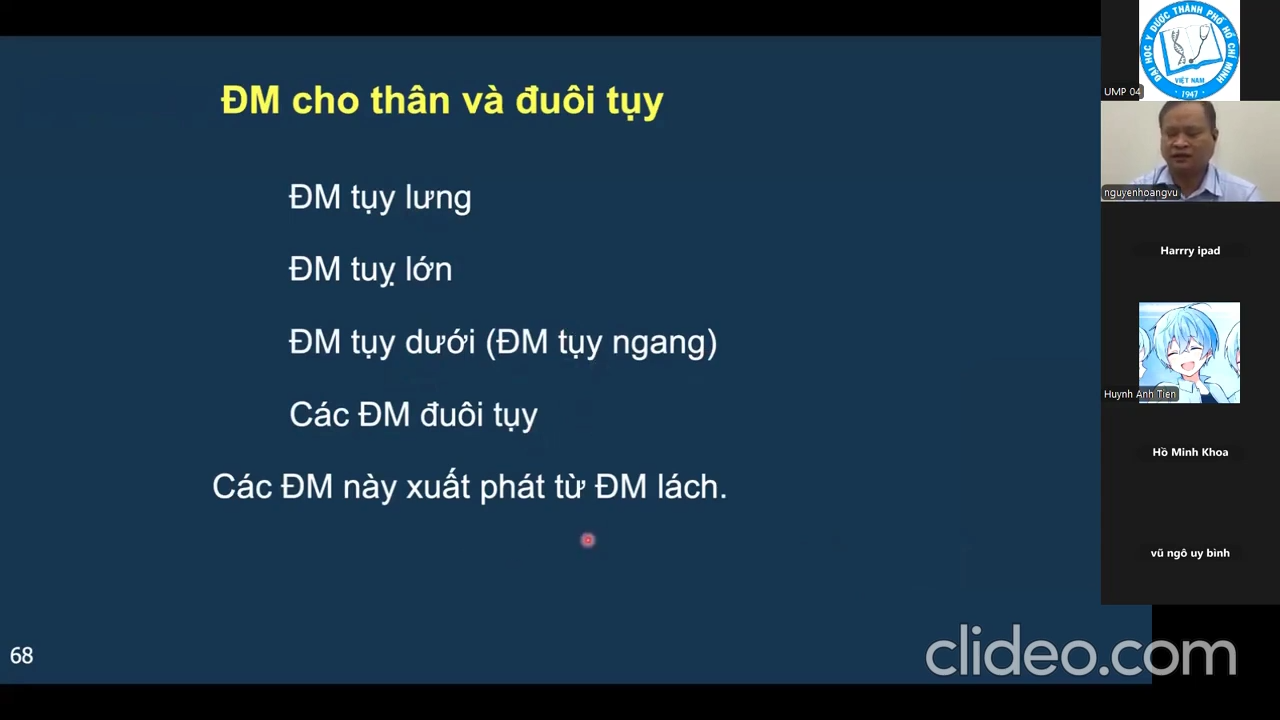 ĐM cho thân và đuôi tụy
ĐM tụy lưng
ĐM tuỵ lớn
ĐM tụy dưới (ĐM tụy ngang)
Các ĐM đuôi tụy
Các ĐM này xuất phát từ ĐM lách.
68
ĐẠI HỌC Y DƯỢC THÀNH PHỐ HỒ CHÍ MINH
VIỆT NAM
1947
UMP 04
nguyenhoangvu
Harrry ipad
Huynh Anh Tien
Hồ Minh Khoa
vũ ngô uy bình
clideo.com